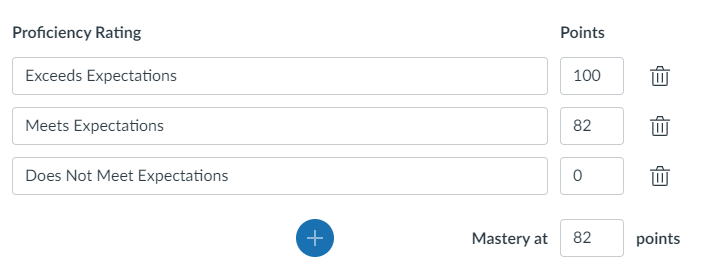 Proficiency Rating Points
Exceeds Expectations 100
Meets Expectations 82
Does Not Meet Expectations 0
Mastery at 82 points